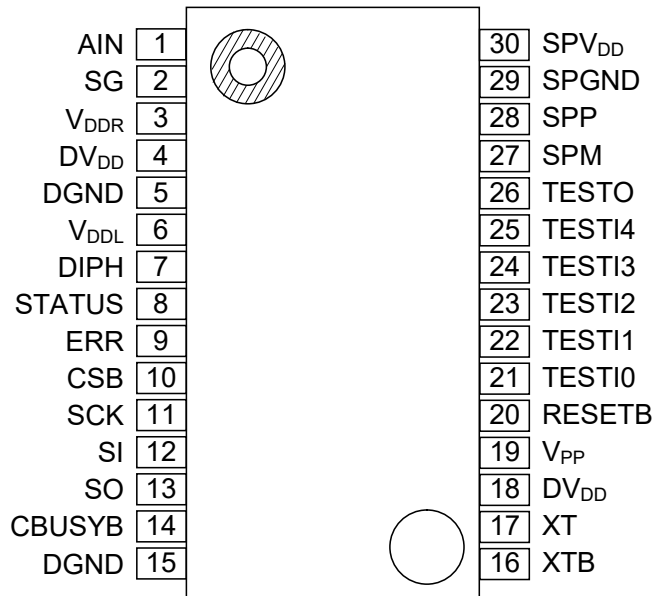 AIN 1 30 SPVDD
SG 2 29 SPGND
VDDR 3 28 SPP
DVDD 4 27 SPM
DGND 5 26 TESTO
VDDL 6 25 TESTI4
DIPH 7 24 TESTI3
STATUS 8 23 TESTI2
ERR 9 22 TESTI1
CSB 10 21 TESTI0
SCK 11 20 RESETB
SI 12 19 VPP
SO 13 18 DVDD
CBUSYB 14 17 XT
DGND 15 16 XTB